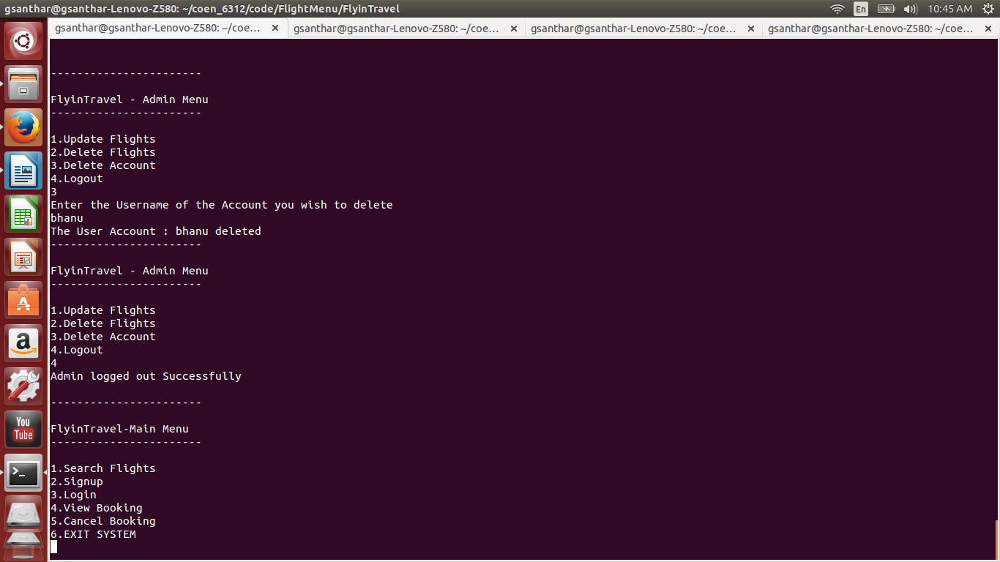 gsanthar@gsanthar-Lenovo-Z580: ~/coen_6312/code/FlightMenu/FlyinTravel
En
10:45 AM
gsanthar@gsanthar-Lenovo-Z580: ~/coe...
gsanthar@gsanthar-Lenovo-Z580: ~/coe...
gsanthar@gsanthar-Lenovo-Z580: ~/coe...
gsanthar@gsanthar-Lenovo-Z580: ~/coe...
-----------------------
FlyinTravel - Admin Menu
-----------------------
1.Update Flights
2.Delete Flights
3.Delete Account
4.Logout
3
Enter the Username of the Account you wish to delete
bhanu
The User Account : bhanu deleted
-----------------------
FlyinTravel - Admin Menu
-----------------------
1.Update Flights
2.Delete Flights
3.Delete Account
4.Logout
4
Admin logged out Successfully
-----------------------
FlyinTravel-Main Menu
-----------------------
1.Search Flights
2.Signup
3.Login
4.View Booking
5.Cancel Booking
6.EXIT SYSTEM
A
a
You
Tube
>_